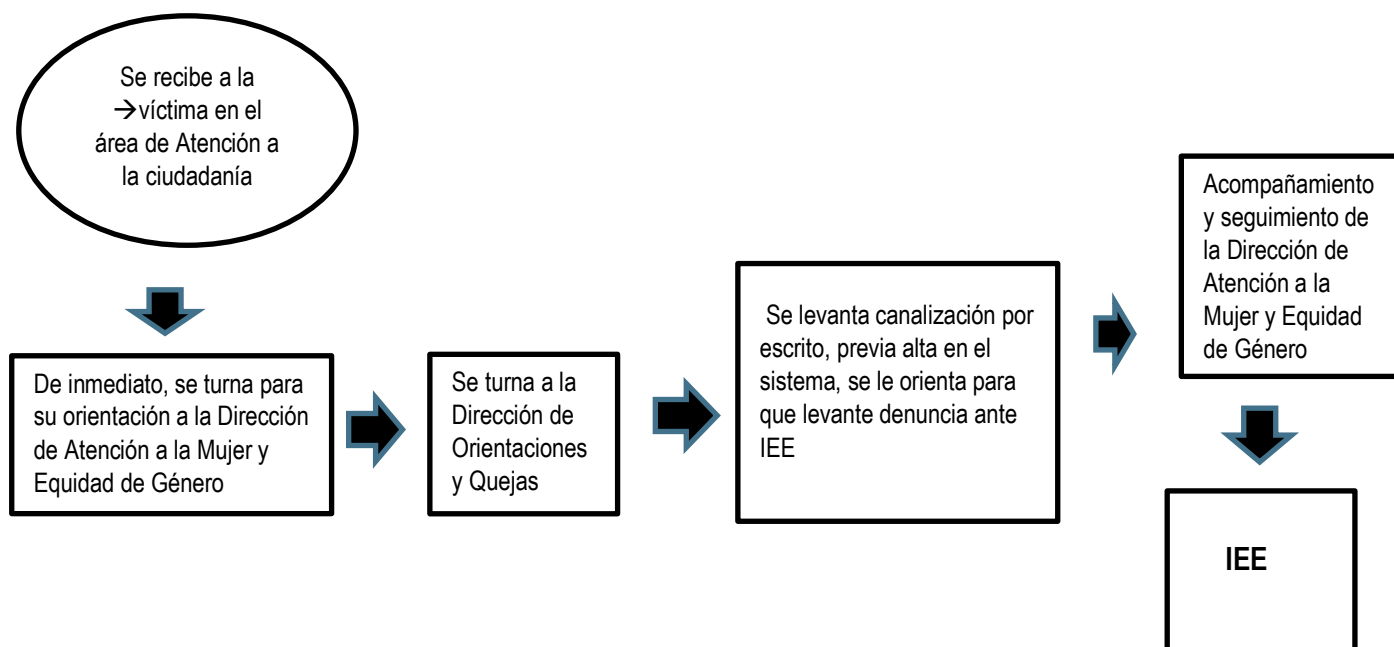 Se recibe a la
→víctima en el
área de Atención a
la ciudadanía
De inmediato, se turna para
su orientación a la Dirección
de Atención a la Mujer y
Equidad de Género
Se turna a la
Dirección de
Orientaciones
y Quejas
Se levanta canalización por
escrito, previa alta en el
sistema, se le orienta para
que levante denuncia ante
IEE
Acompañamiento
y seguimiento de
la Dirección de
Atención a la
Mujer y Equidad
de Género
IEE